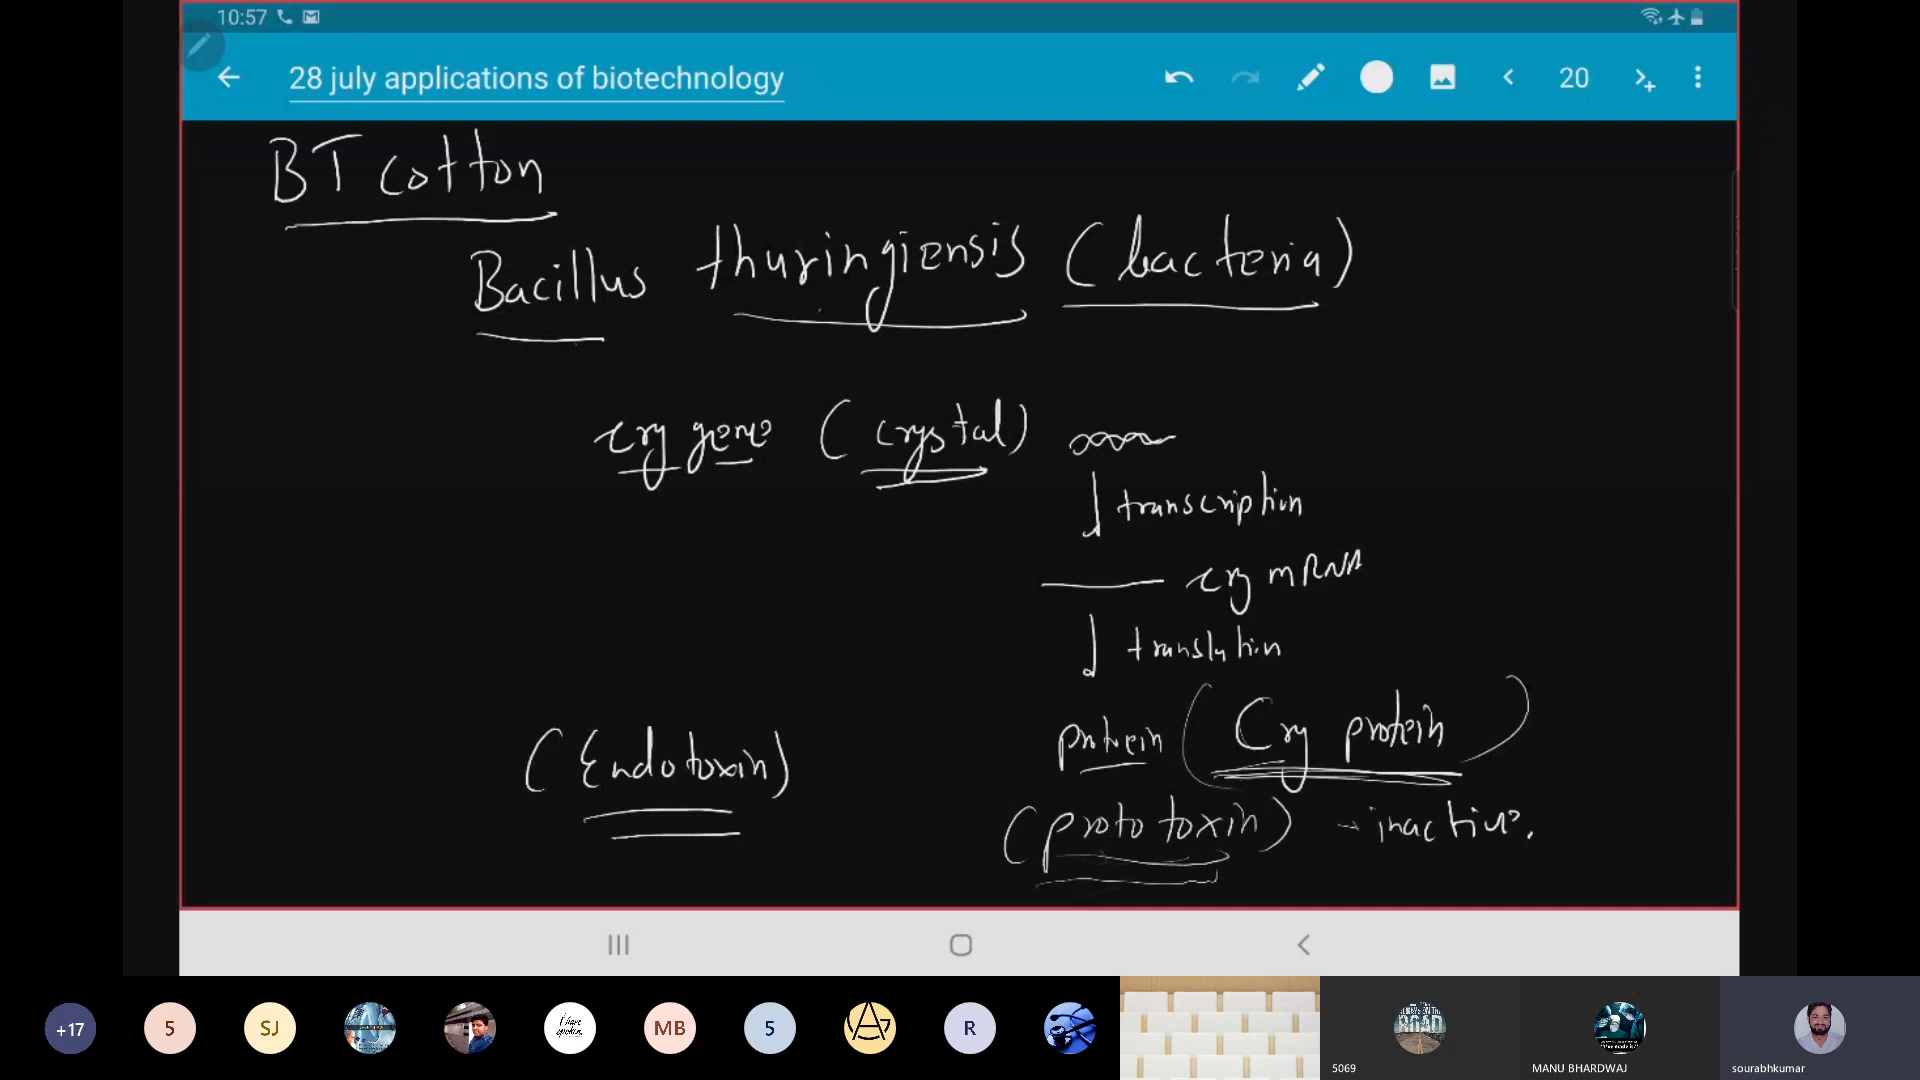 10:57
28 july applications of biotechnology
20
BT cotton
Bacillus thuringiensis (bacteria)
cry gene (crystal)
transcription
cry mRNA
translation
protein (Cry protein)
(Endotoxin)
(proto toxin) → inactive.
+17
5
SJ
MB
5
R
5069
MANU BHARDWAJ
sourabhkumar